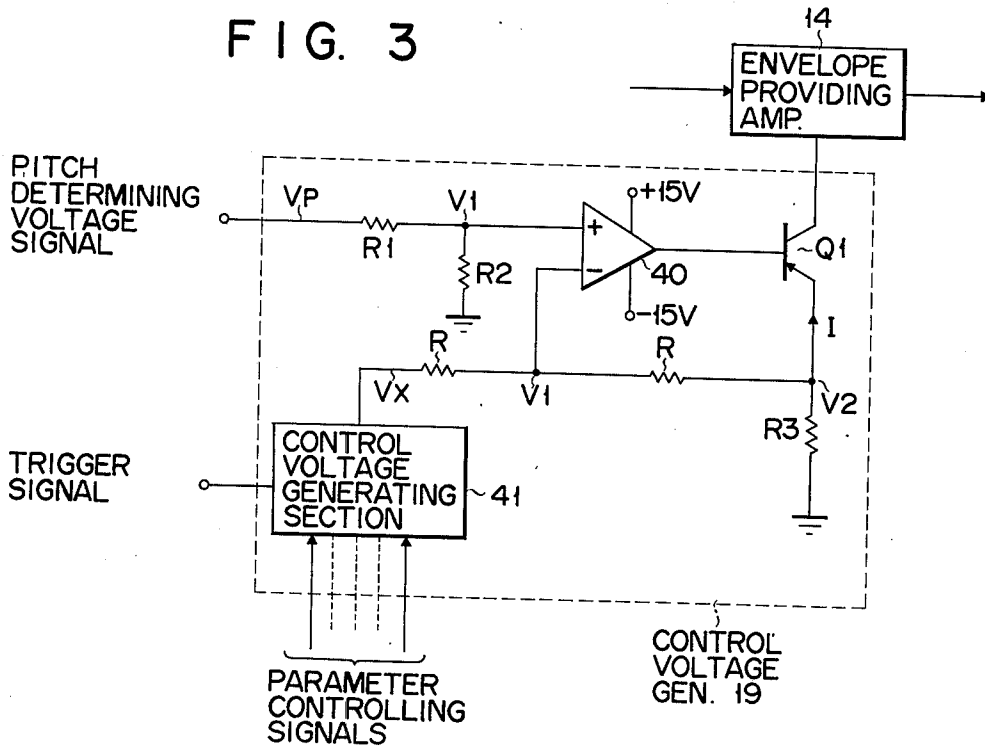 FIG. 3
14
ENVELOPE
PROVIDING
AMP.
PITCH
DETERMINING
VOLTAGE
SIGNAL
VP
R1
V1
R2
+
−
+15V
40
−15V
Q1
I
R
VX
V1
R
V2
R3
TRIGGER
SIGNAL
CONTROL
VOLTAGE
GENERATING
SECTION
41
PARAMETER
CONTROLLING
SIGNALS
CONTROL
VOLTAGE
GEN. 19